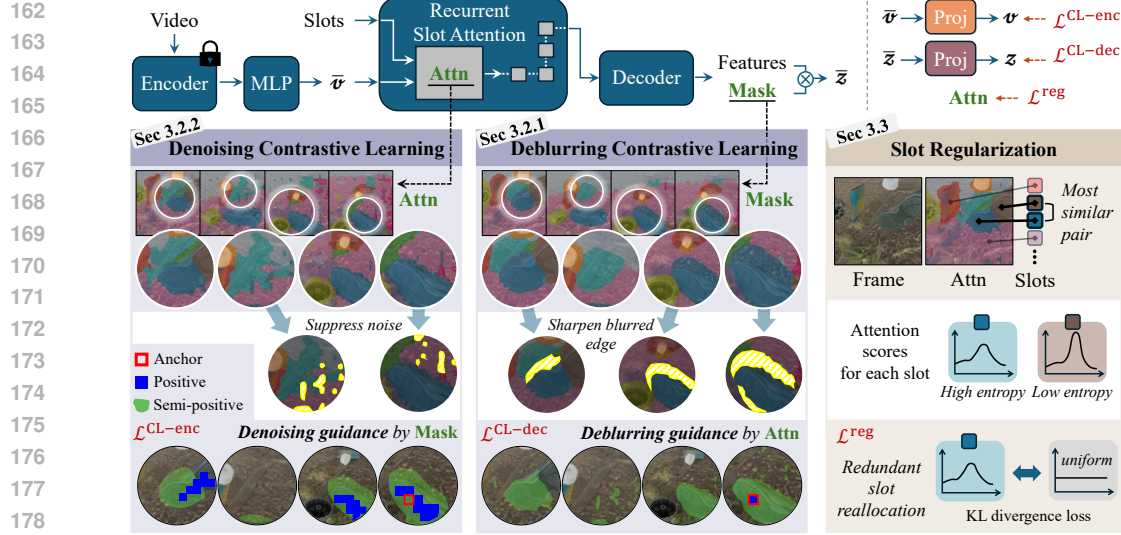 162
163
164
165
166
167
168
169
170
171
172
173
174
175
176
177
178
Video
Encoder
MLP
v̄
Slots
Recurrent
Slot Attention
Attn
Decoder
Features
Mask
z̄
v̄ Proj v ℒCL-enc
z̄ Proj z ℒCL-dec
Attn ℒreg
Sec 3.2.2
Denoising Contrastive Learning
Attn
Suppress noise
Anchor
Positive
Semi-positive
ℒCL-enc
Denoising guidance by Mask
Sec 3.2.1
Deblurring Contrastive Learning
Mask
Sharpen blurred
edge
ℒCL-dec
Deblurring guidance by Attn
Sec 3.3
Slot Regularization
Most
similar
pair
Frame Attn Slots
Attention
scores
for each slot
High entropy Low entropy
ℒreg
Redundant
slot
reallocation
uniform
KL divergence loss